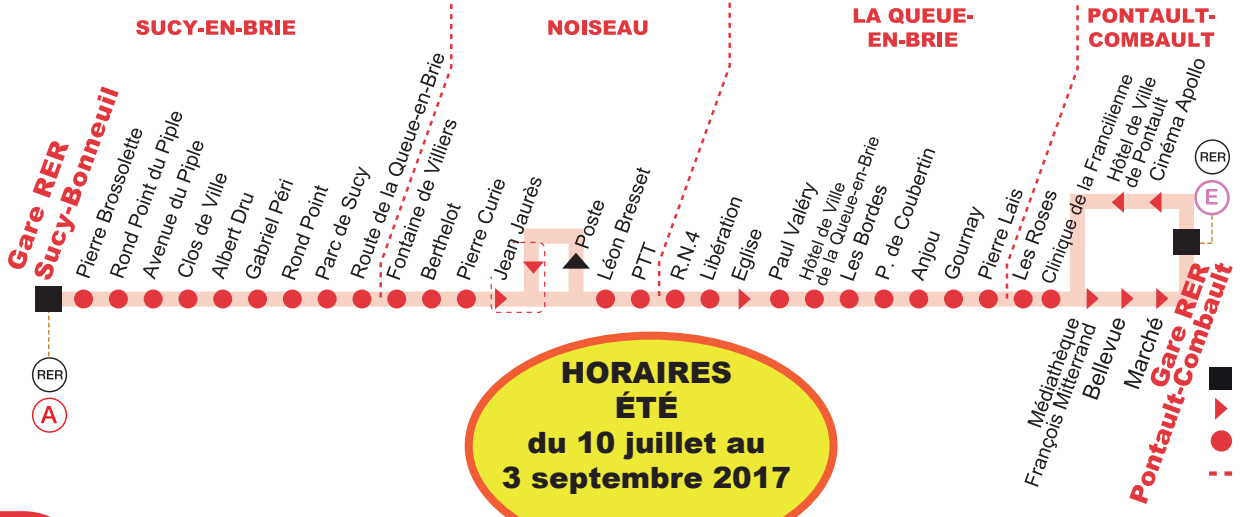 SUCY-EN-BRIE
NOISEAU
LA QUEUE-
EN-BRIE
PONTAULT-
COMBAULT
Gare RER
Sucy-Bonneuil
Pierre Brossolette
Rond Point du Piple
Avenue du Piple
Clos de Ville
Albert Dru
Gabriel Péri
Rond Point
Parc de Sucy
Route de la Queue-en-Brie
Fontaine de Villiers
Berthelot
Pierre Curie
Jean Jaurès
Poste
Léon Bresset
PTT
R.N.4
Libération
Eglise
Paul Valéry
Hôtel de Ville
de la Queue-en-Brie
Les Bordes
P. de Coubertin
Anjou
Gournay
Pierre Lais
Les Roses
Clinique de la Francilienne
Hôtel de Ville
de Pontault
Cinéma Apollo
RER
E
Médiathèque
François Mitterrand
Bellevue
Marché
Gare RER
Pontault-Combault
RER
A
HORAIRES
ÉTÉ
du 10 juillet au
3 septembre 2017